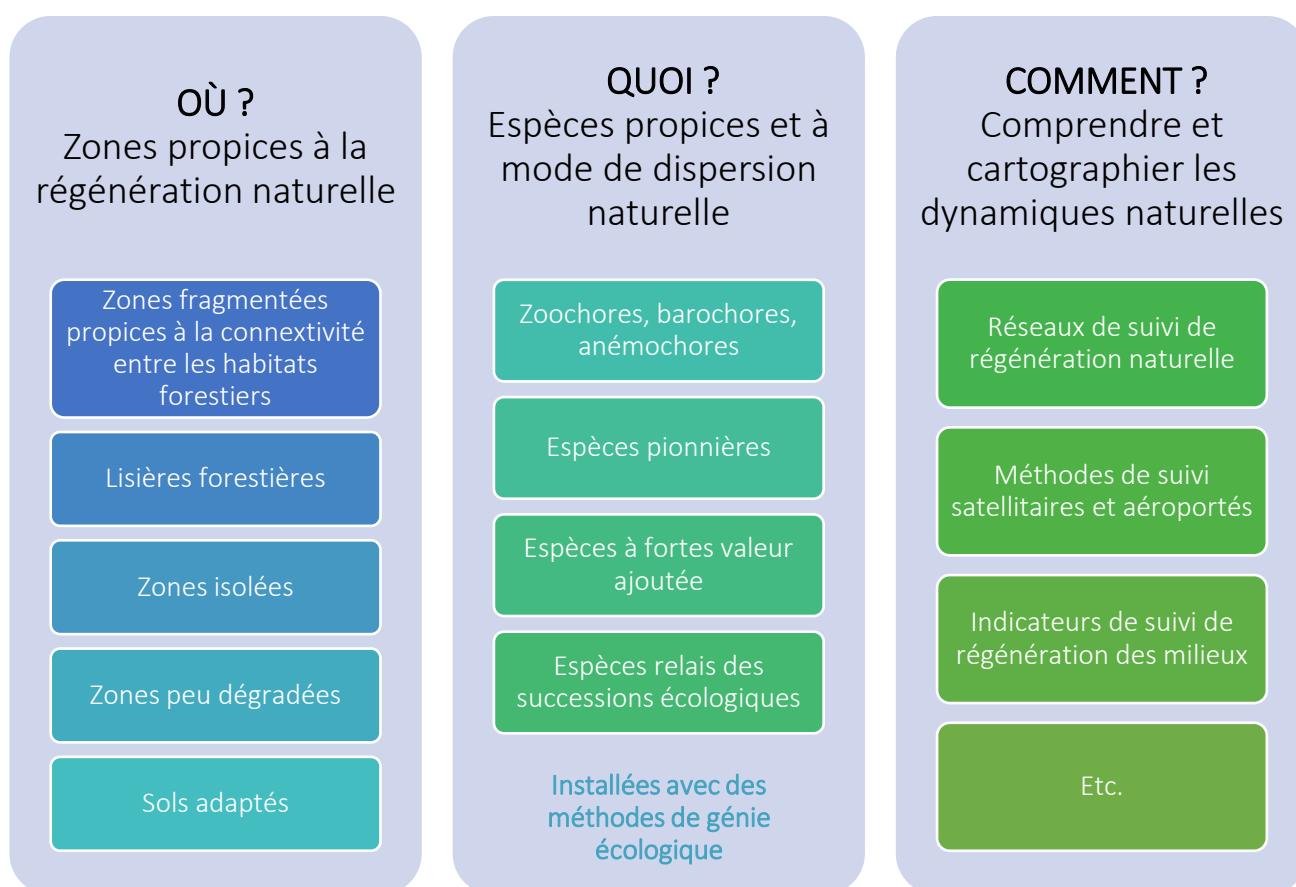 OÙ ?
Zones propices à la
régénération naturelle
Zones fragmentées
propices à la connextivité
entre les habitats
forestiers
Lisières forestières
Zones isolées
Zones peu dégradées
Sols adaptés
QUOI ?
Espèces propices et à
mode de dispersion
naturelle
Zoochores, barochores,
anémochores
Espèces pionnières
Espèces à fortes valeur
ajoutée
Espèces relais des
successions écologiques
Installées avec des
méthodes de génie
écologique
COMMENT ?
Comprendre et
cartographier les
dynamiques naturelles
Réseaux de suivi de
régénération naturelle
Méthodes de suivi
satellitaires et aéroportés
Indicateurs de suivi de
régénération des milieux
Etc.